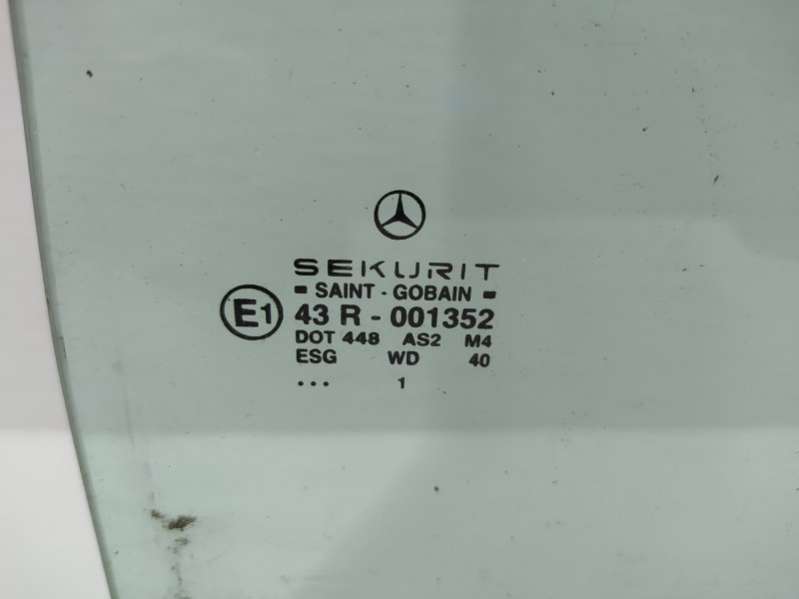 SEKURIT
- SAINT - GOBAIN -
E1 43 R - 001352
DOT 448 AS2 M4
ESG WD 40
... 1